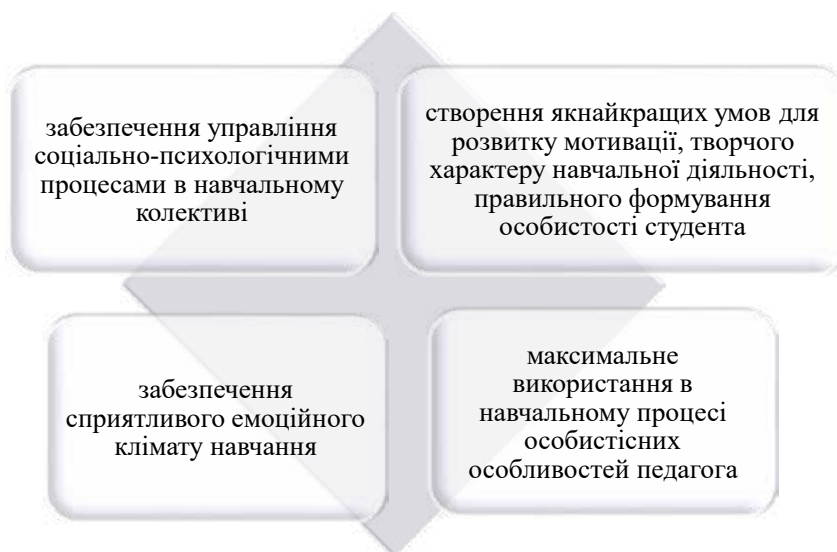 забезпечення управління
соціально-психологічними
процесами в навчальному
колективі
створення якнайкращих умов для
розвитку мотивації, творчого
характеру навчальної діяльності,
правильного формування
особистості студента
забезпечення
сприятливого емоційного
клімату навчання
максимальне
використання в
навчальному процесі
особистісних
особливостей педагога